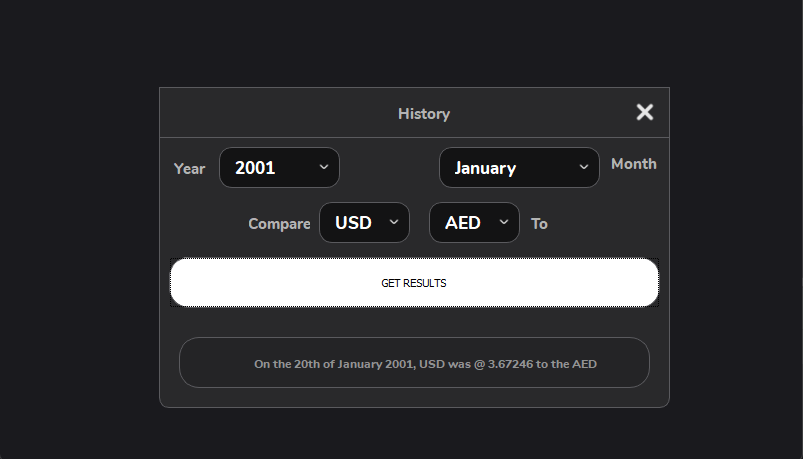 History
Year 2001 January Month
Compare USD AED To
GET RESULTS
On the 20th of January 2001, USD was @ 3.67246 to the AED